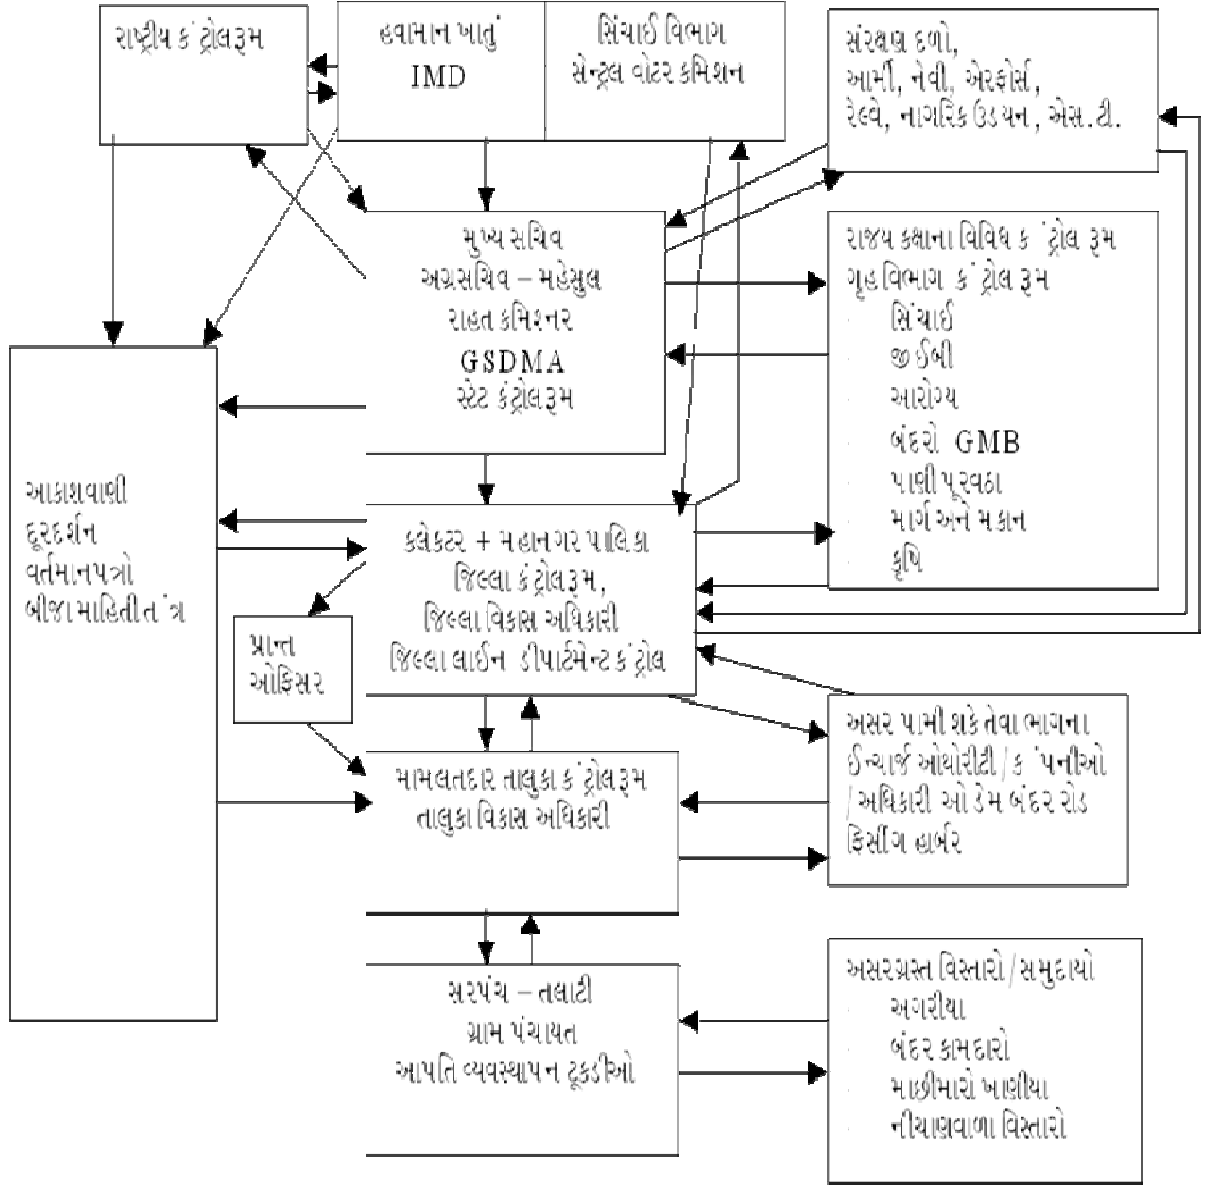 રાષ્ટ્રીય કંટ્રોલરૂમ
હવામાન ખાતું
IMD
સિંચાઈ વિભાગ
સેન્ટ્રલ વોટર કમિશન
સંરક્ષણ દળો,
આર્મી, નેવી, એરફોર્સ,
રેલ્વે, નાગરિક ઉડયન, એસ.ટી.
મુખ્ય સચિવ
અગ્રસચિવ – મહેસુલ
રાહત કમિશ્નર
GSDMA
સ્ટેટ કંટ્રોલરૂમ
રાજય કક્ષાના વિવિધ કંટ્રોલ રૂમ
ગૃહ વિભાગ કંટ્રોલ રૂમ
સિંચાઈ
જીઈબી
આરોગ્ય
બંદરો GMB
પાણી પૂરવઠા
માર્ગ અને મકાન
કૃષિ
આકાશવાણી
દૂરદર્શન
વર્તમાનપત્રો
બીજા માહિતી તંત્ર
કલેકટર + મહાનગર પાલિકા
જિલ્લા કંટ્રોલરૂમ,
જિલ્લા વિકાસ અધિકારી
જિલ્લા લાઈન ડીપાર્ટમેન્ટ કંટ્રોલ
પ્રાન્ત
ઓફિસર
અસર પામી શકે તેવા ભાગના
ઈન્ચાર્જ ઓથોરીટી / કંપનીઓ
/ અધિકારી ઓ ડેમ બંદર રોડ
ફિસીંગ હાર્બર
મામલતદાર તાલુકા કંટ્રોલરૂમ
તાલુકા વિકાસ અધિકારી
સરપંચ – તલાટી
ગ્રામ પંચાયત
આપતિ વ્યવસ્થાપન ટૂકડીઓ
અસરગ્રસ્ત વિસ્તારો / સમુદાયો
અગરીયા
બંદર કામદારો
માછીમારો ખાણીયા
નીચાણવાળા વિસ્તારો